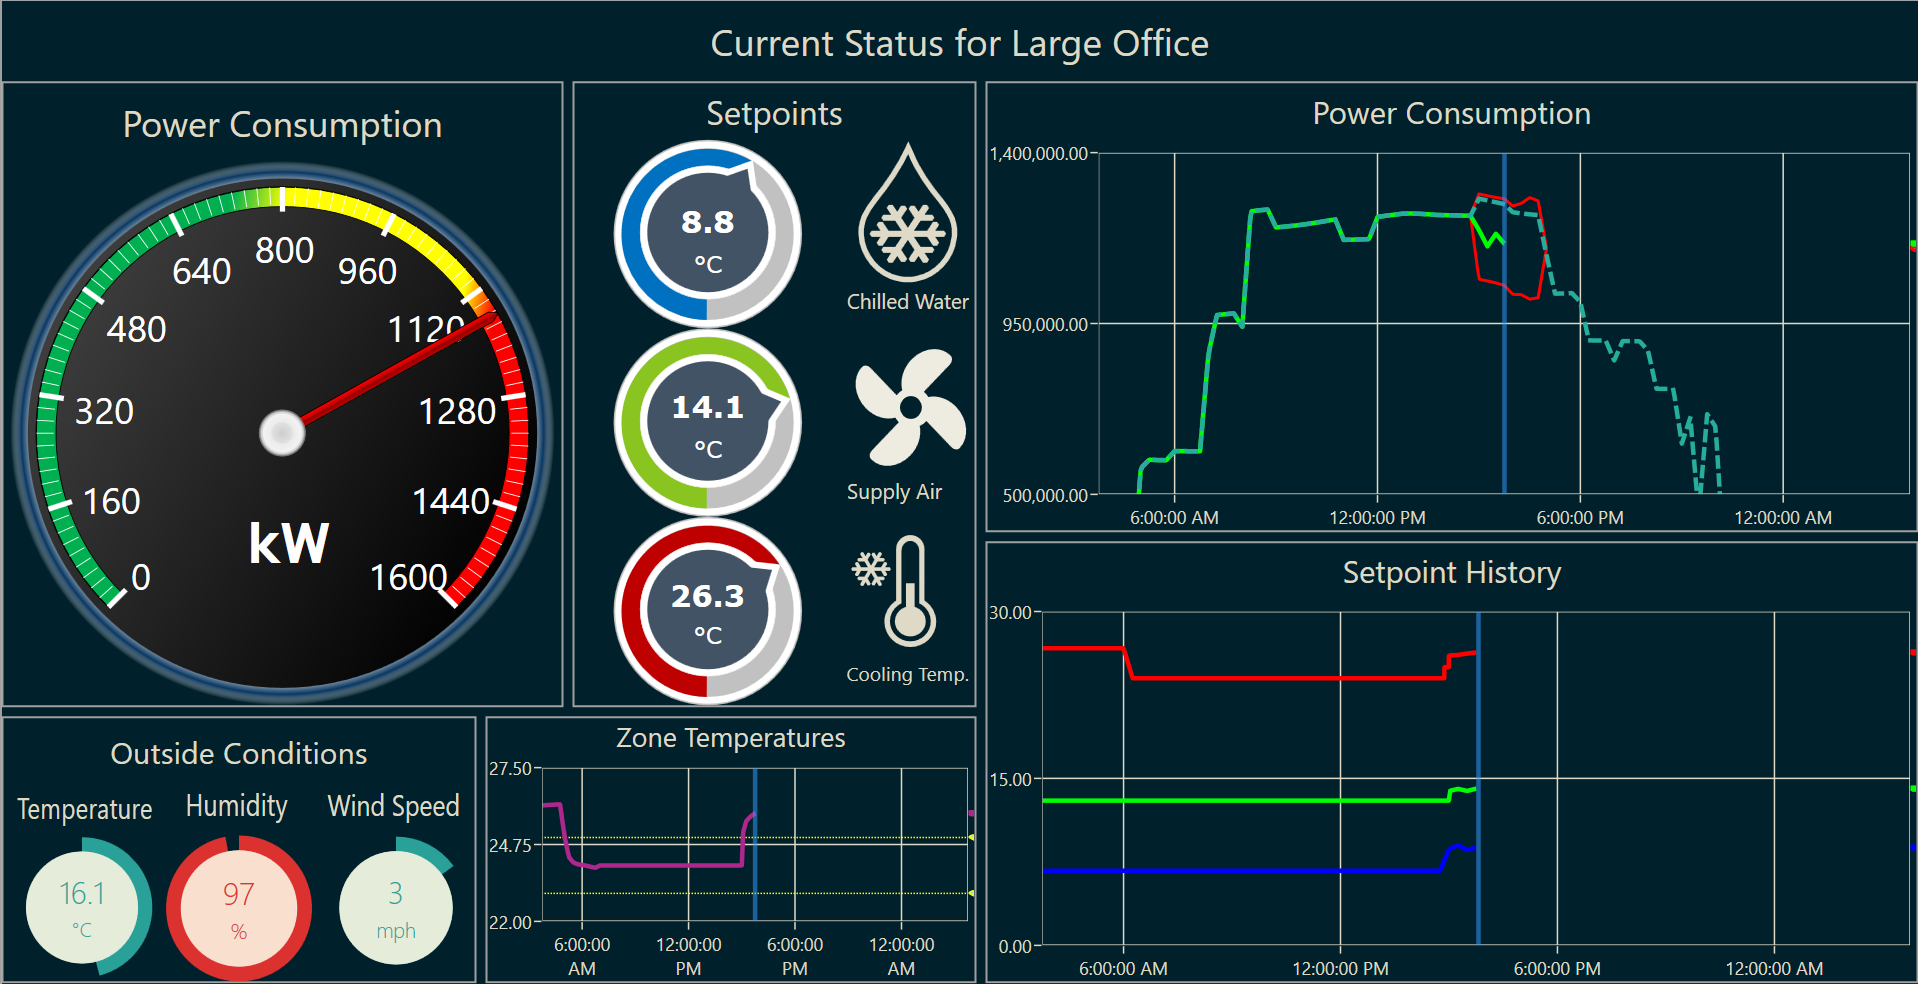 Current Status for Large Office
Power Consumption
0
160
320
480
640
800
960
1120
1280
1440
1600
kW
Setpoints
8.8
°C
Chilled Water
14.1
°C
Supply Air
26.3
°C
Cooling Temp.
Power Consumption
1,400,000.00
950,000.00
500,000.00
6:00:00 AM 12:00:00 PM 6:00:00 PM 12:00:00 AM
Setpoint History
30.00
15.00
0.00
6:00:00 AM 12:00:00 PM 6:00:00 PM 12:00:00 AM
Outside Conditions
Temperature
16.1
°C
Humidity
97
%
Wind Speed
3
mph
Zone Temperatures
27.50
24.75
22.00
6:00:00 12:00:00 6:00:00 12:00:00
AM PM PM AM